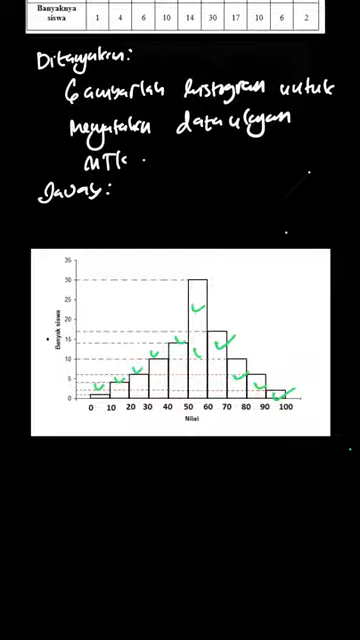 Banyaknya siswa 1 4 6 10 14 30 17 10 6 2
Ditanyakan:
Gambarlah histogram untuk
menyatakan data ulangan
MTK.
Jawab:
35
30
25
20
15
10
5
0
Banyak siswa
0 10 20 30 40 50 60 70 80 90 100
Nilai